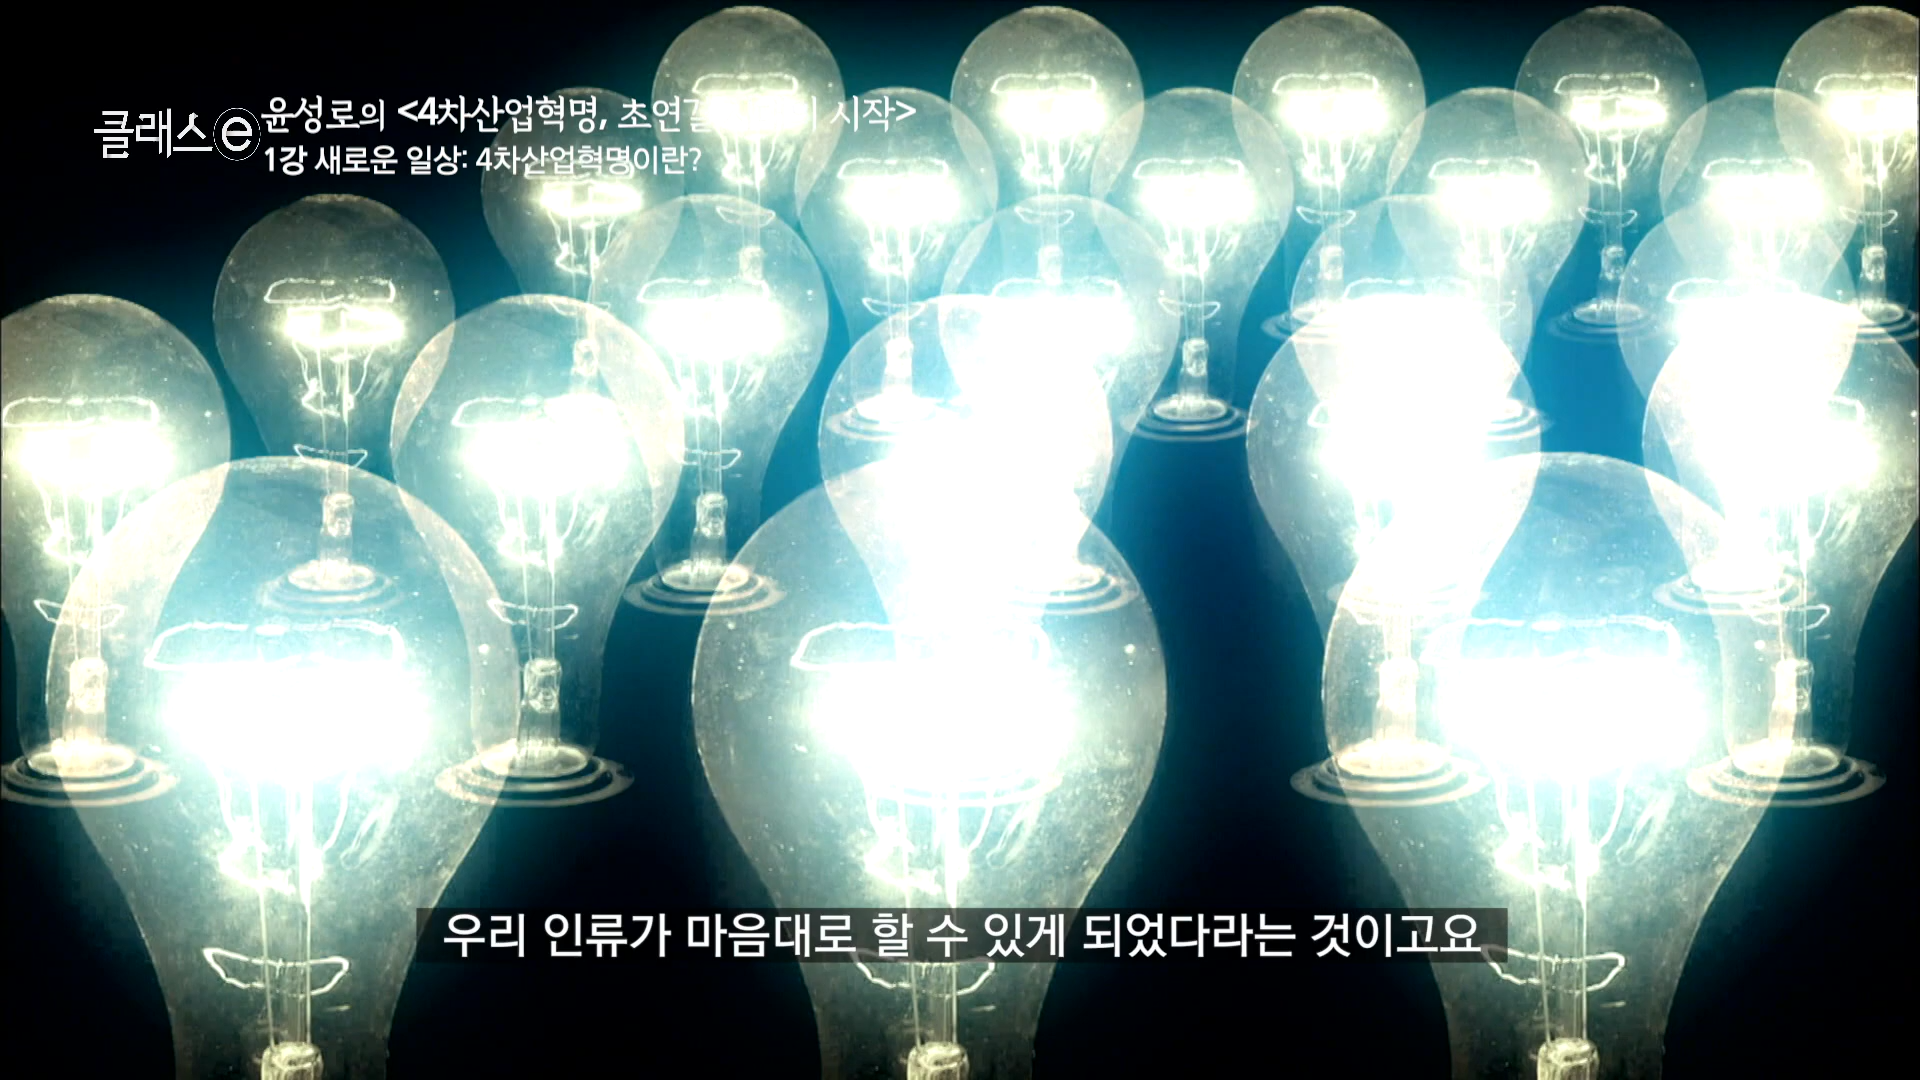 클래스e
윤성로의 <4차산업혁명, 초연 시작>
1강 새로운 일상: 4차산업혁명이란?
우리 인류가 마음대로 할 수 있게 되었다라는 것이고요